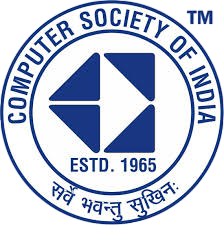 COMPUTER SOCIETY OF INDIA
TM
ESTD. 1965
सर्वे भवन्तु सुखिनः